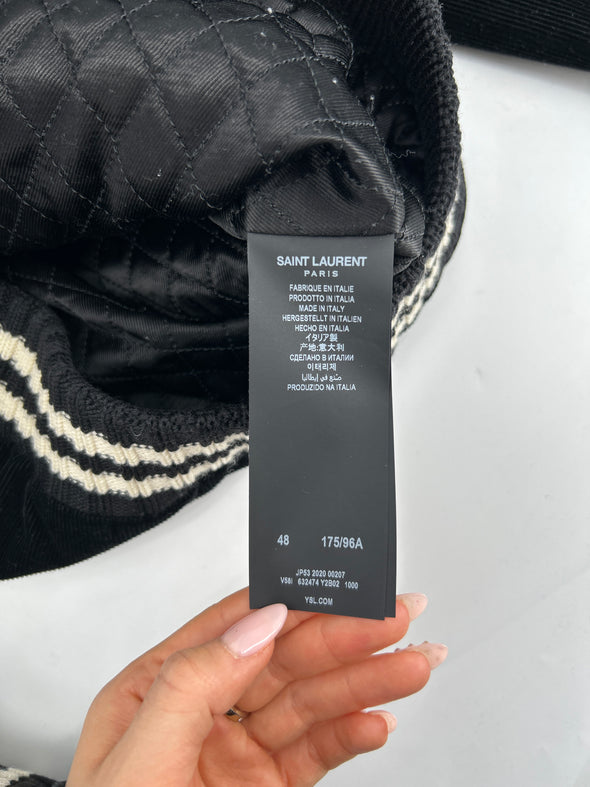 SAINT LAURENT
PARIS
FABRIQUE EN ITALIE
PRODOTTO IN ITALIA
MADE IN ITALY
HERGESTELLT IN ITALIEN
HECHO EN ITALIA
イタリア製
产地:意大利
СДЕЛАНО В ИТАЛИИ
이태리제
صنع في إيطاليا
PRODUZIDO NA ITALIA
48 175/96A
JP53 2020 00207
V58I 632474 Y2B02 1000
YSL.COM